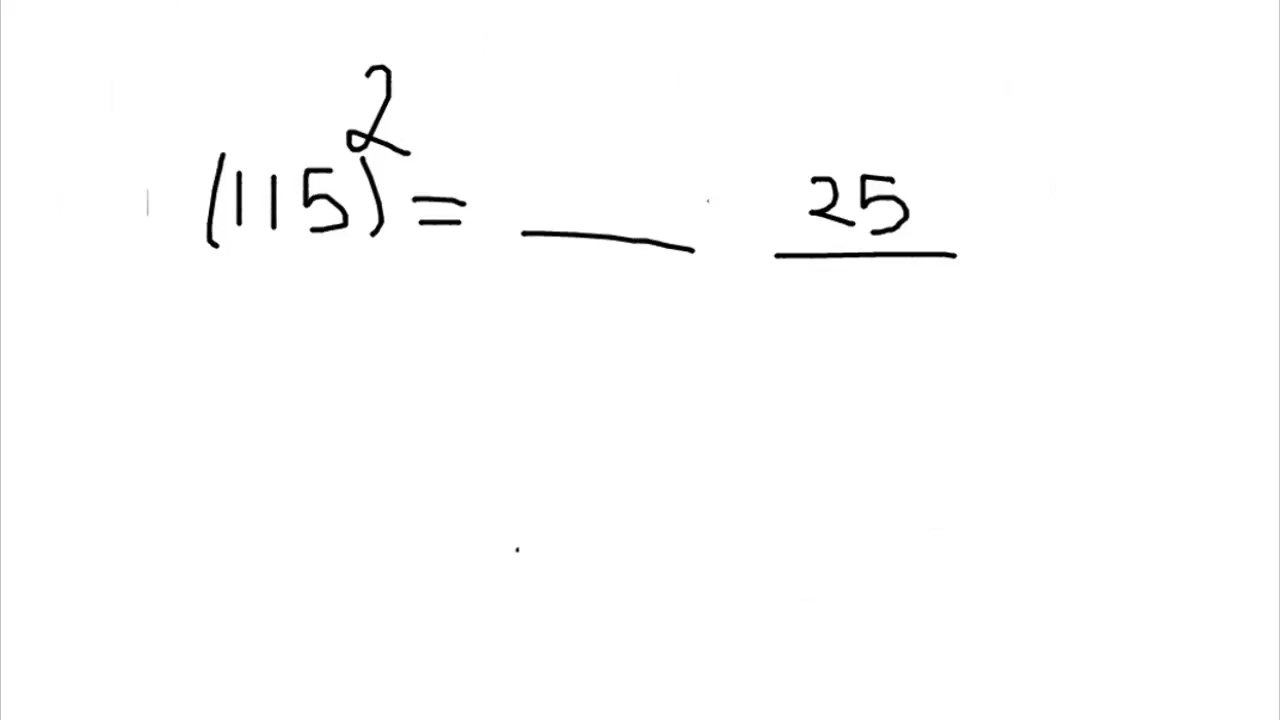 (115)² = ___ 25